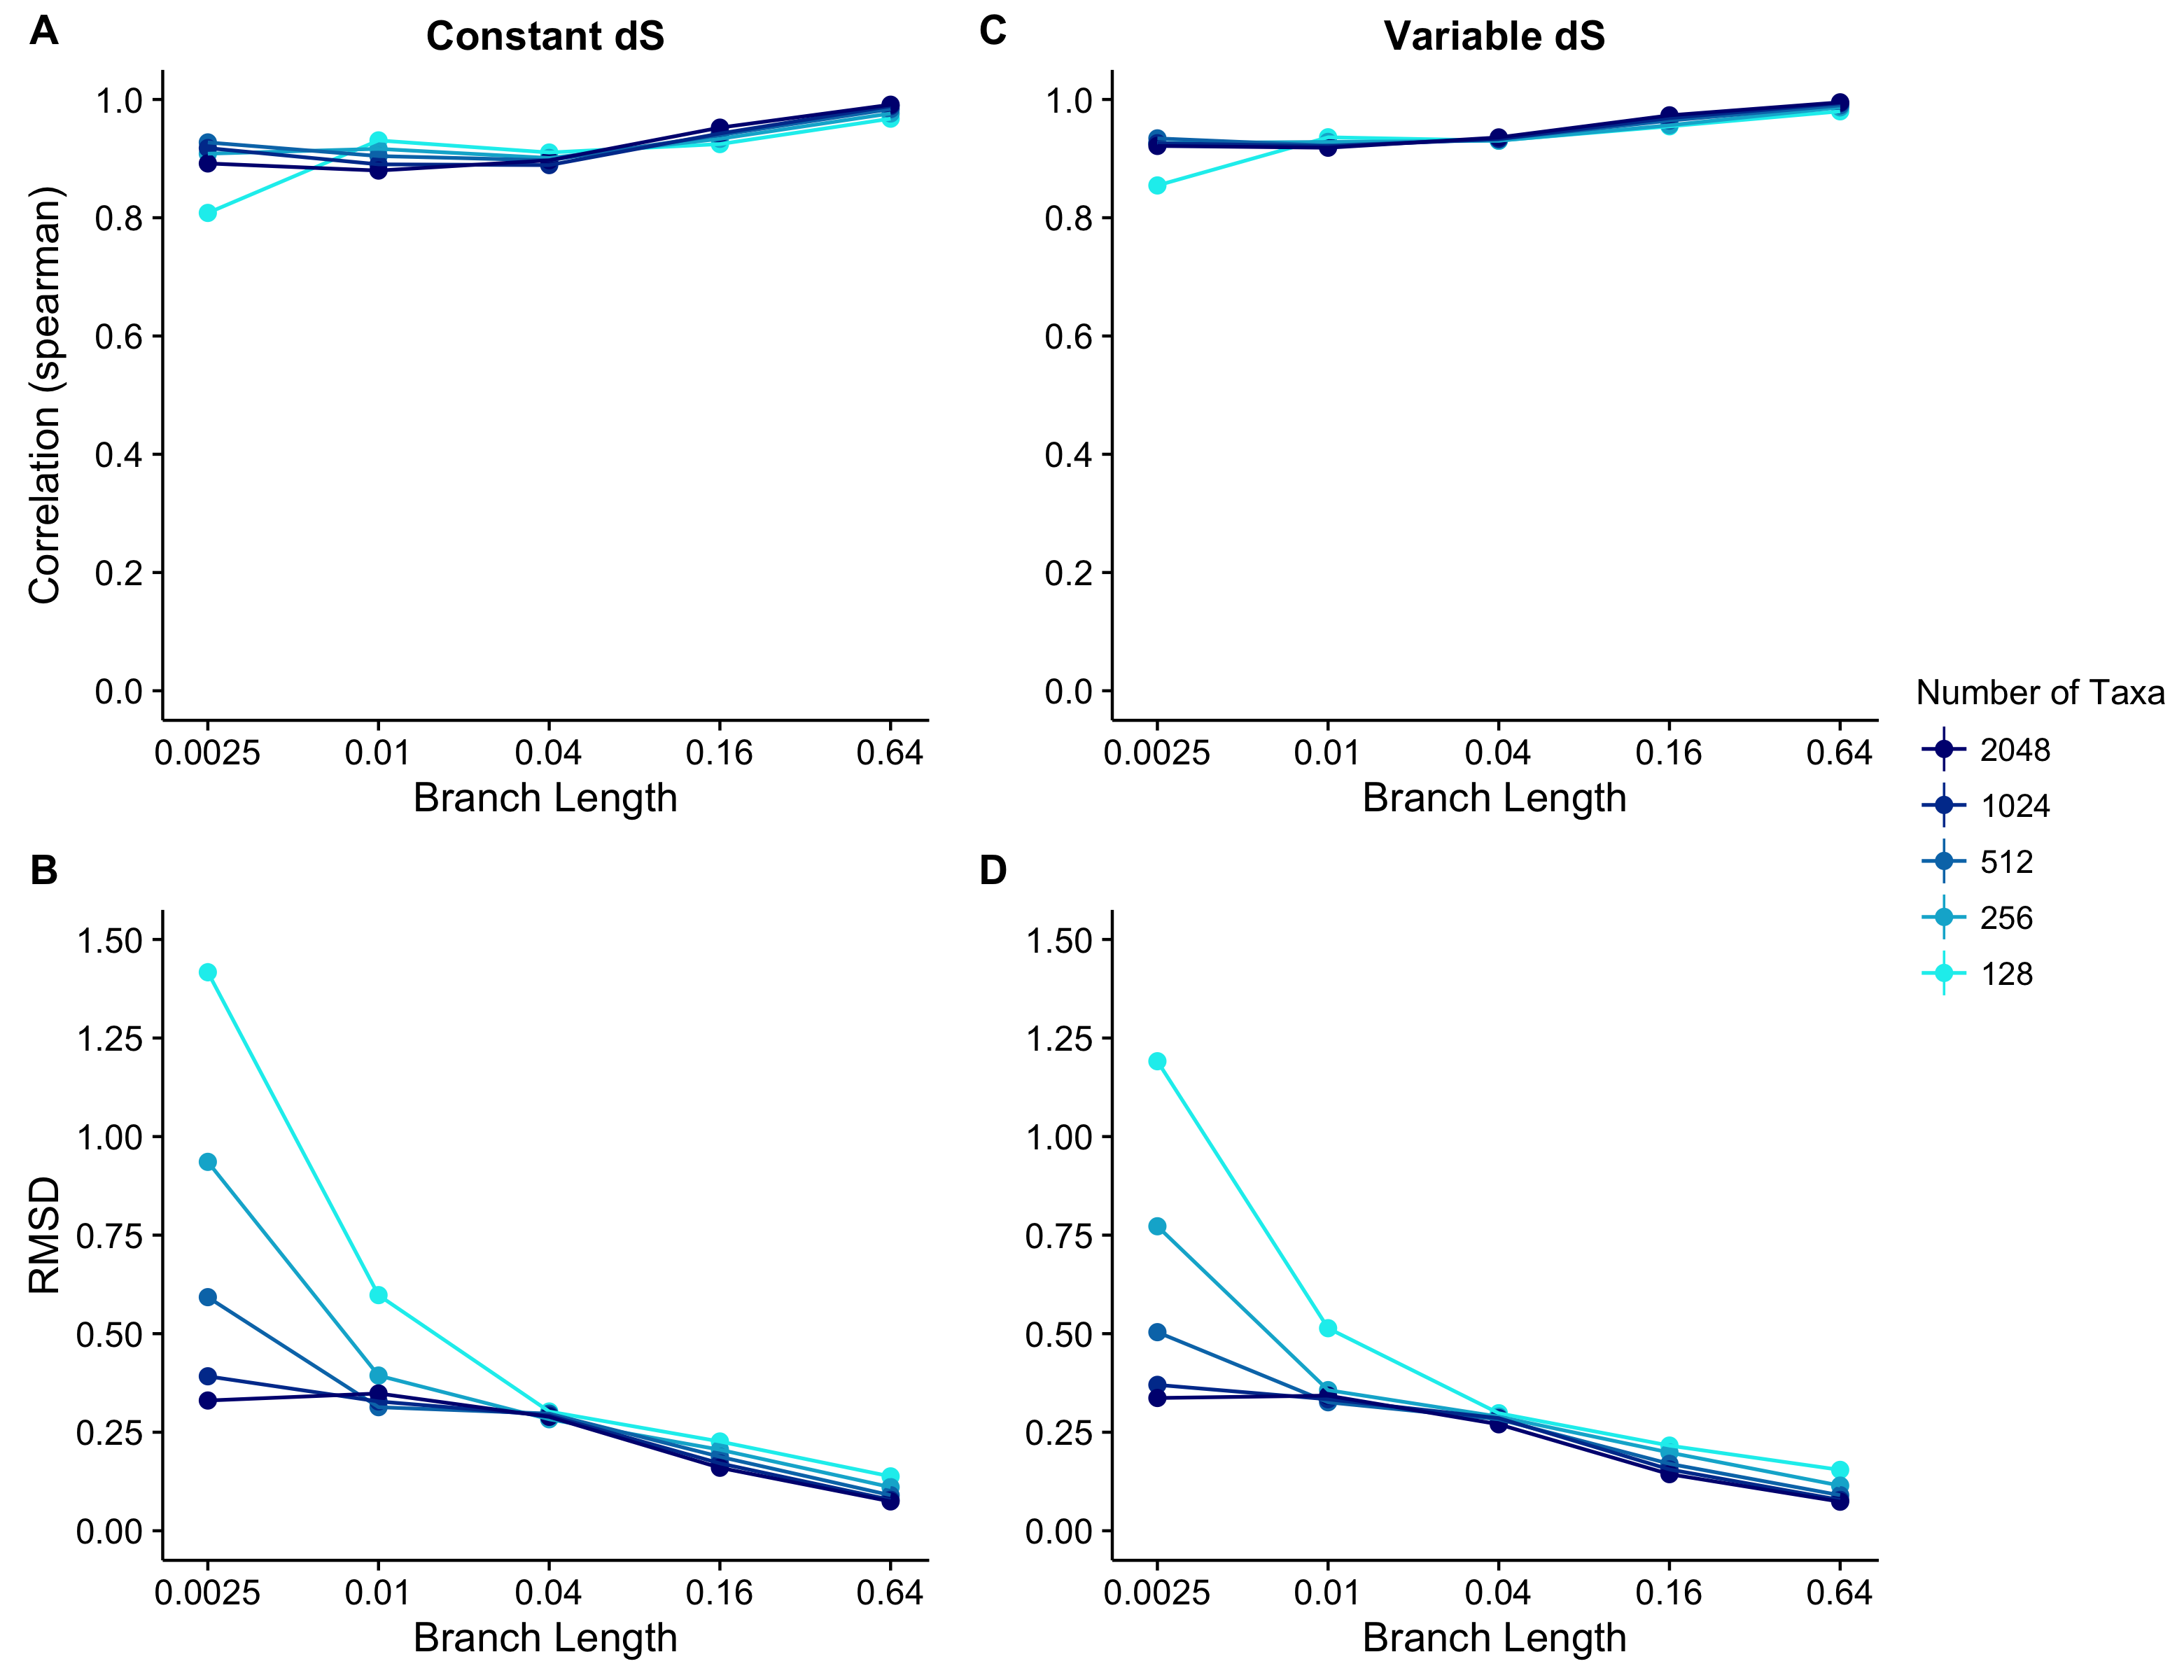 A
Constant dS
Correlation (spearman)
1.0
0.8
0.6
0.4
0.2
0.0
0.0025 0.01 0.04 0.16 0.64
Branch Length
C
Variable dS
1.0
0.8
0.6
0.4
0.2
0.0
0.0025 0.01 0.04 0.16 0.64
Branch Length
B
RMSD
1.50
1.25
1.00
0.75
0.50
0.25
0.00
0.0025 0.01 0.04 0.16 0.64
Branch Length
D
1.50
1.25
1.00
0.75
0.50
0.25
0.00
0.0025 0.01 0.04 0.16 0.64
Branch Length
Number of Taxa
2048
1024
512
256
128